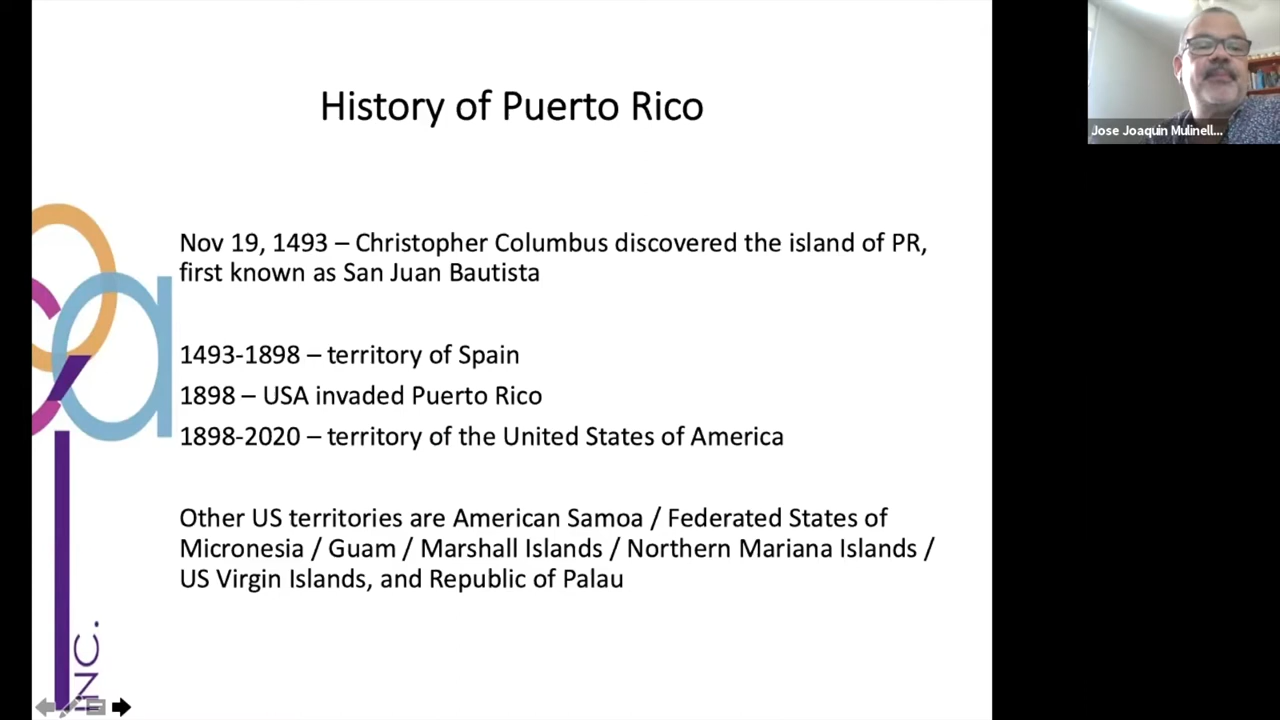 History of Puerto Rico
Jose Joaquin Mulinell...
Nov 19, 1493 – Christopher Columbus discovered the island of PR,
first known as San Juan Bautista
1493-1898 – territory of Spain
1898 – USA invaded Puerto Rico
1898-2020 – territory of the United States of America
Other US territories are American Samoa / Federated States of
Micronesia / Guam / Marshall Islands / Northern Mariana Islands /
US Virgin Islands, and Republic of Palau
INC.